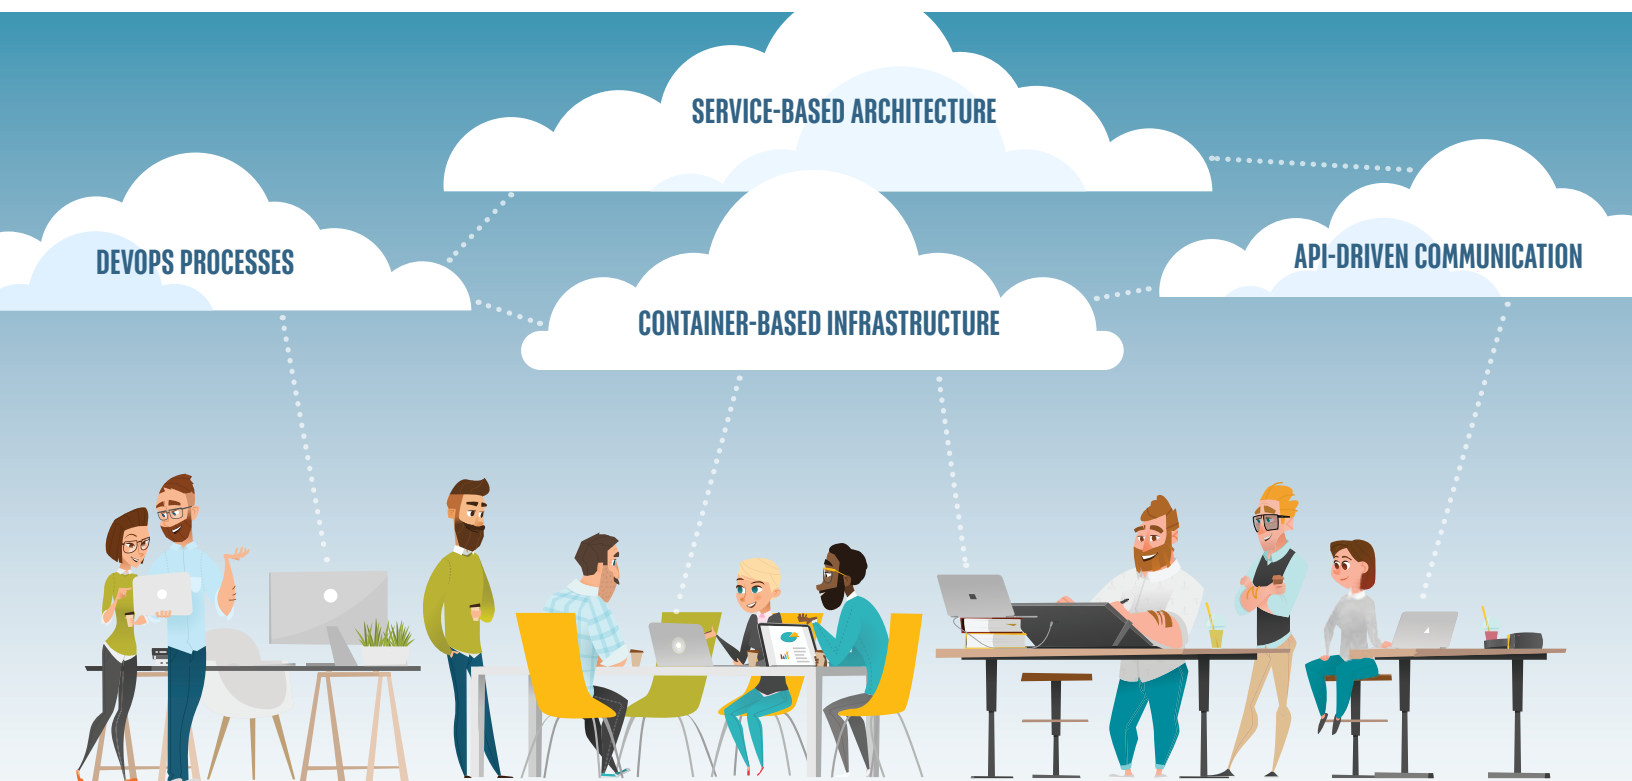 SERVICE-BASED ARCHITECTURE
DEVOPS PROCESSES
API-DRIVEN COMMUNICATION
CONTAINER-BASED INFRASTRUCTURE